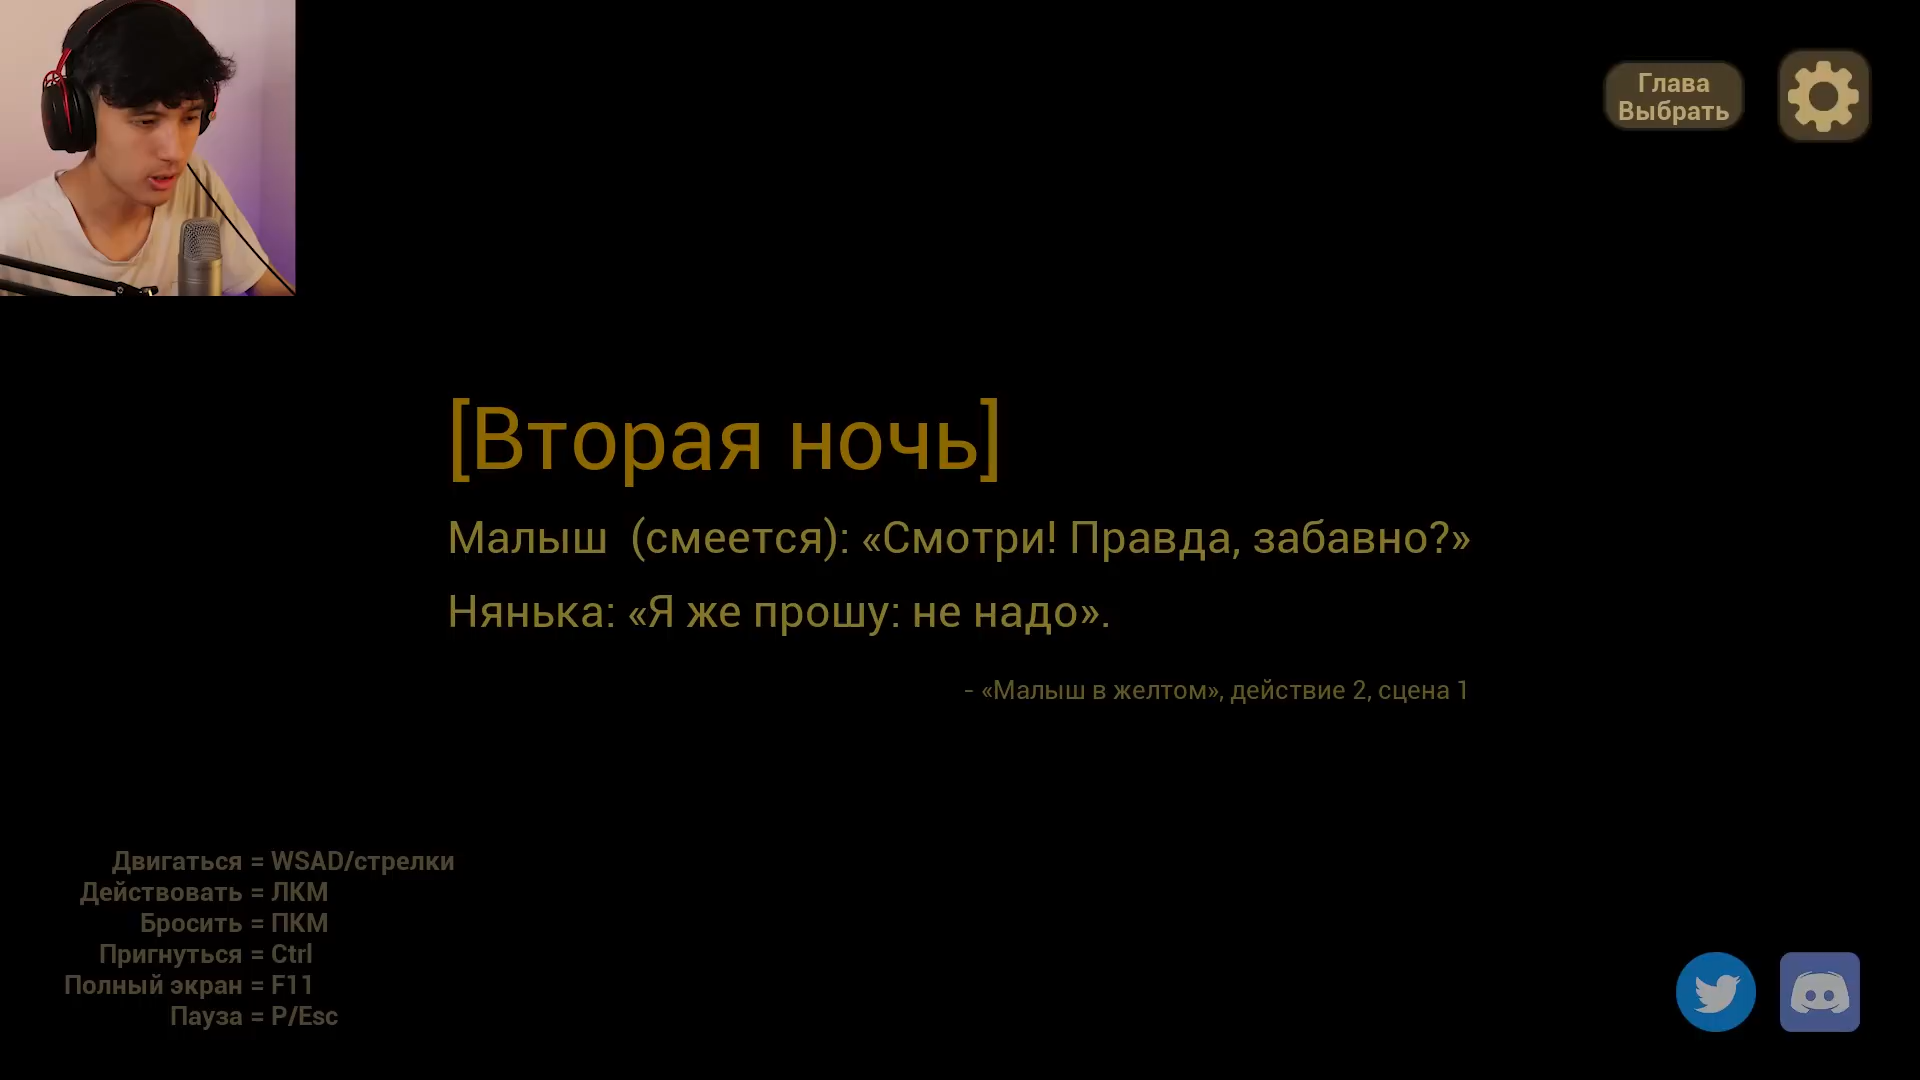 Глава
Выбрать
[Вторая ночь]
Малыш  (смеется): «Смотри! Правда, забавно?»
Нянька: «Я же прошу: не надо».
- «Малыш в желтом», действие 2, сцена 1
Двигаться = WSAD/стрелки
Действовать = ЛКМ
Бросить = ПКМ
Пригнуться = Ctrl
Полный экран = F11
Пауза = P/Esc